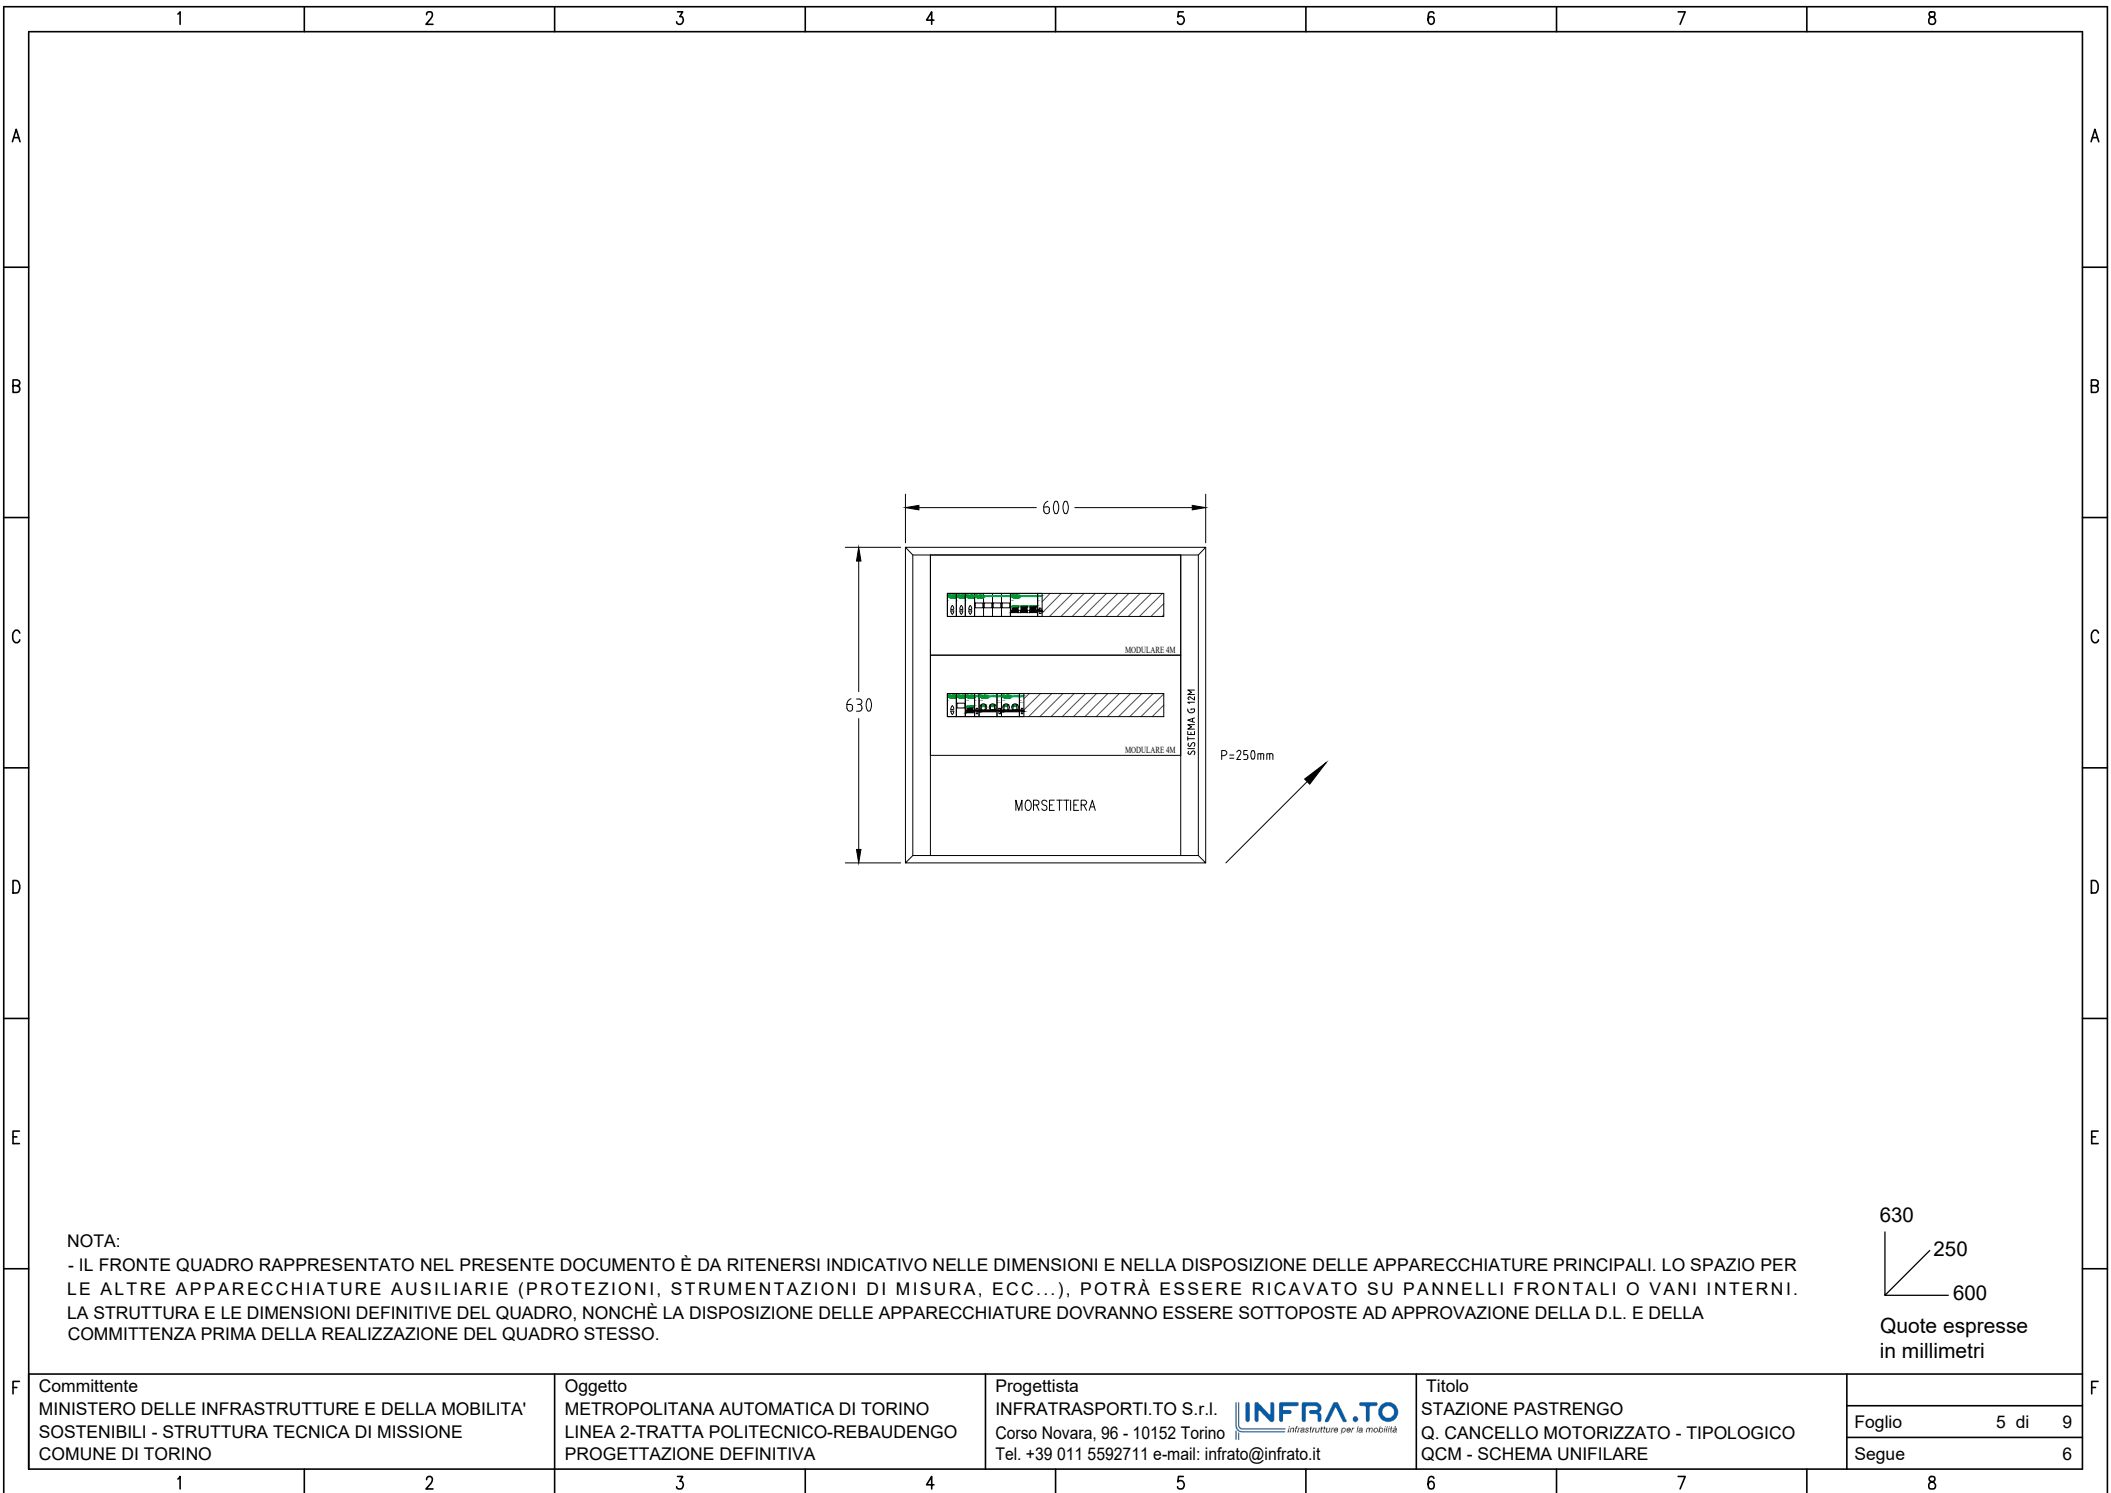 1 2 3 4 5 6 7 8
A A
B B
C C
D D
E E
F F
600
630
MODULARE 4M
MODULARE 4M
SISTEMA G 12M
P=250mm
MORSETTIERA
NOTA:
- IL FRONTE QUADRO RAPPRESENTATO NEL PRESENTE DOCUMENTO È DA RITENERSI INDICATIVO NELLE DIMENSIONI E NELLA DISPOSIZIONE DELLE APPARECCHIATURE PRINCIPALI. LO SPAZIO PER
LE ALTRE APPARECCHIATURE AUSILIARIE (PROTEZIONI, STRUMENTAZIONI DI MISURA, ECC...), POTRÀ ESSERE RICAVATO SU PANNELLI FRONTALI O VANI INTERNI.
LA STRUTTURA E LE DIMENSIONI DEFINITIVE DEL QUADRO, NONCHÈ LA DISPOSIZIONE DELLE APPARECCHIATURE DOVRANNO ESSERE SOTTOPOSTE AD APPROVAZIONE DELLA D.L. E DELLA
COMMITTENZA PRIMA DELLA REALIZZAZIONE DEL QUADRO STESSO.
630
250
600
Quote espresse
in millimetri
Committente
MINISTERO DELLE INFRASTRUTTURE E DELLA MOBILITA'
SOSTENIBILI - STRUTTURA TECNICA DI MISSIONE
COMUNE DI TORINO
Oggetto
METROPOLITANA AUTOMATICA DI TORINO
LINEA 2-TRATTA POLITECNICO-REBAUDENGO
PROGETTAZIONE DEFINITIVA
Progettista
INFRATRASPORTI.TO S.r.l.
Corso Novara, 96 - 10152 Torino
Tel. +39 011 5592711 e-mail: infrato@infrato.it
INFRA.TO
infrastrutture per la mobilità
Titolo
STAZIONE PASTRENGO
Q. CANCELLO MOTORIZZATO - TIPOLOGICO
QCM - SCHEMA UNIFILARE
Foglio 5 di 9
Segue 6
1 2 3 4 5 6 7 8